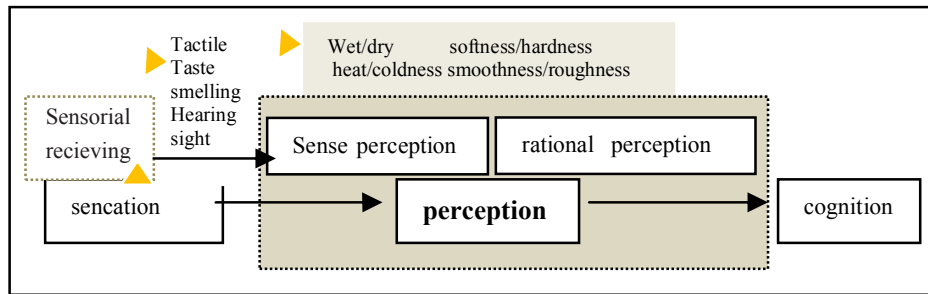 Tactile
Taste
smelling
Hearing
sight
Wet/dry softness/hardness
heat/coldness smoothness/roughness
Sensorial
recieving
Sense perception
rational perception
sencation
perception
cognition